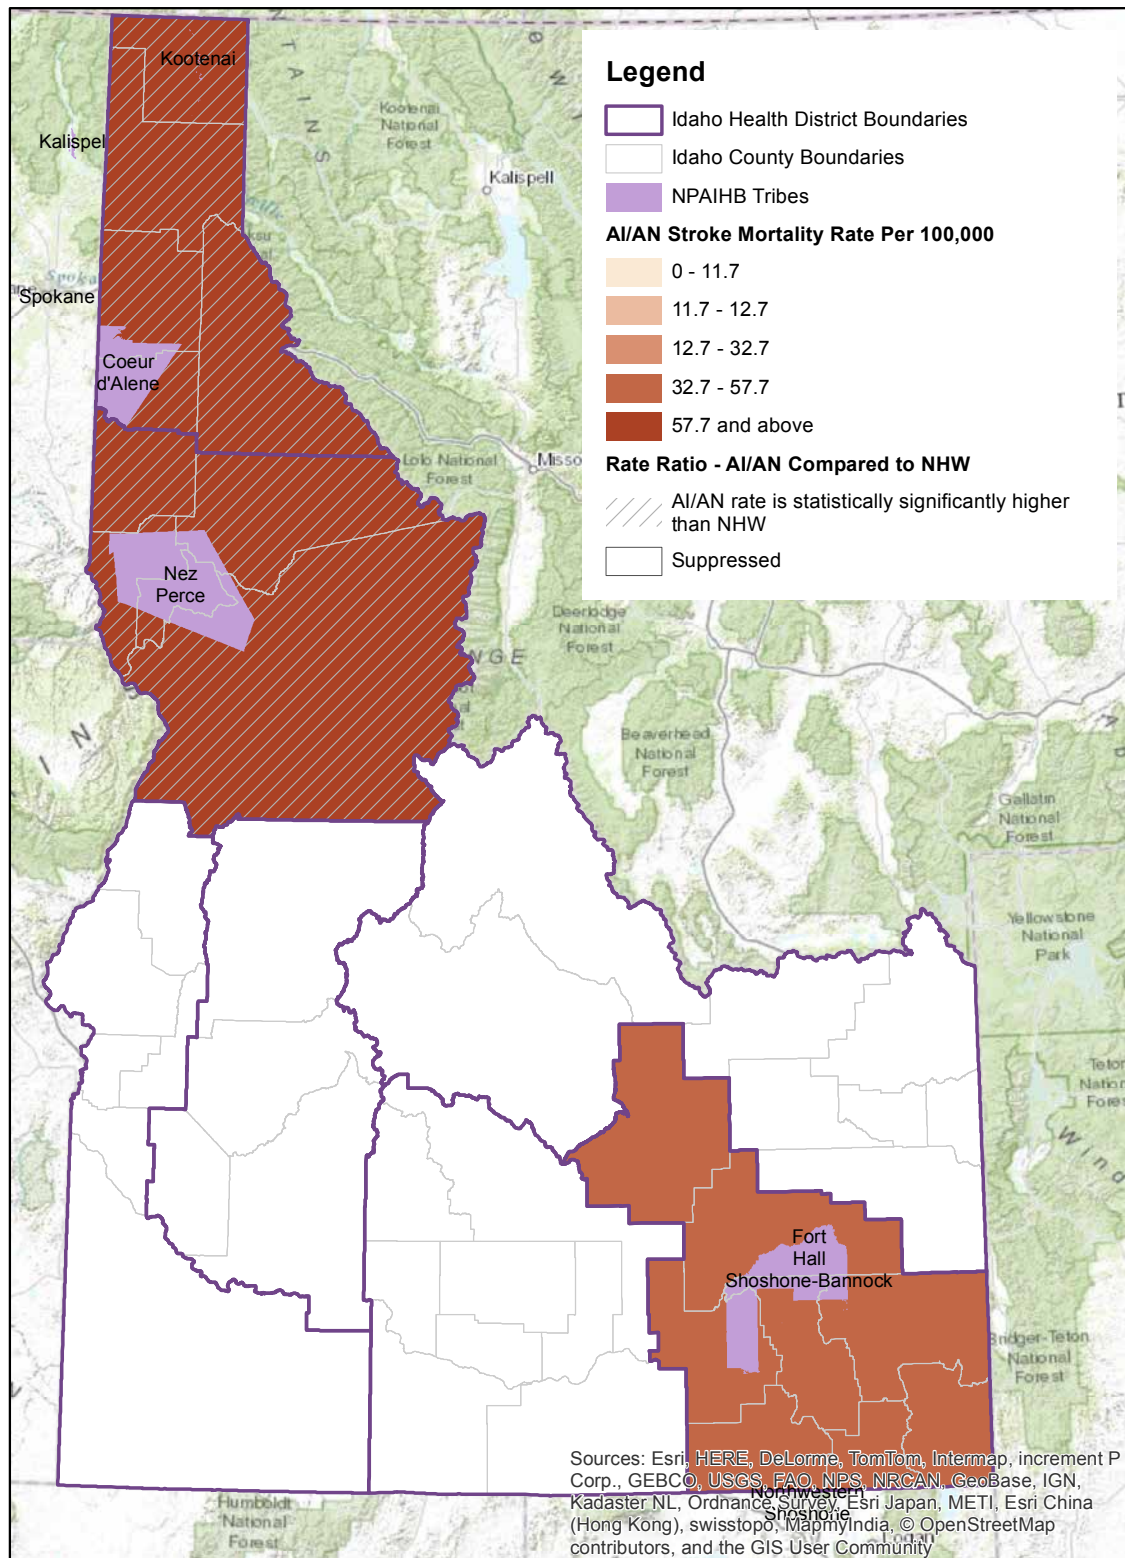 Legend
Idaho Health District Boundaries
Idaho County Boundaries
NPAIHB Tribes
AI/AN Stroke Mortality Rate Per 100,000
0 - 11.7
11.7 - 12.7
12.7 - 32.7
32.7 - 57.7
57.7 and above
Rate Ratio - AI/AN Compared to NHW
AI/AN rate is statistically significantly higher
than NHW
Suppressed
Kootenai
Kalispel
Kootenai
National
Forest
Kalispell
Spokane
Coeur
d'Alene
Lolo National
Forest
Misso
Nez
Perce
Deerlodge
National
Forest
NGE
Beaverhead
National
Forest
Gallatin
National
Forest
Yellowstone
National
Park
Teton
Nation
Fores
Wind
Fort
Hall
Shoshone-Bannock
Bridger-Teton
National
Forest
Humboldt
National
Forest
Northwestern
Shoshone
Sources: Esri, HERE, DeLorme, TomTom, Intermap, increment P
Corp., GEBCO, USGS, FAO, NPS, NRCAN, GeoBase, IGN,
Kadaster NL, Ordnance Survey, Esri Japan, METI, Esri China
(Hong Kong), swisstopo, MapmyIndia, © OpenStreetMap
contributors, and the GIS User Community